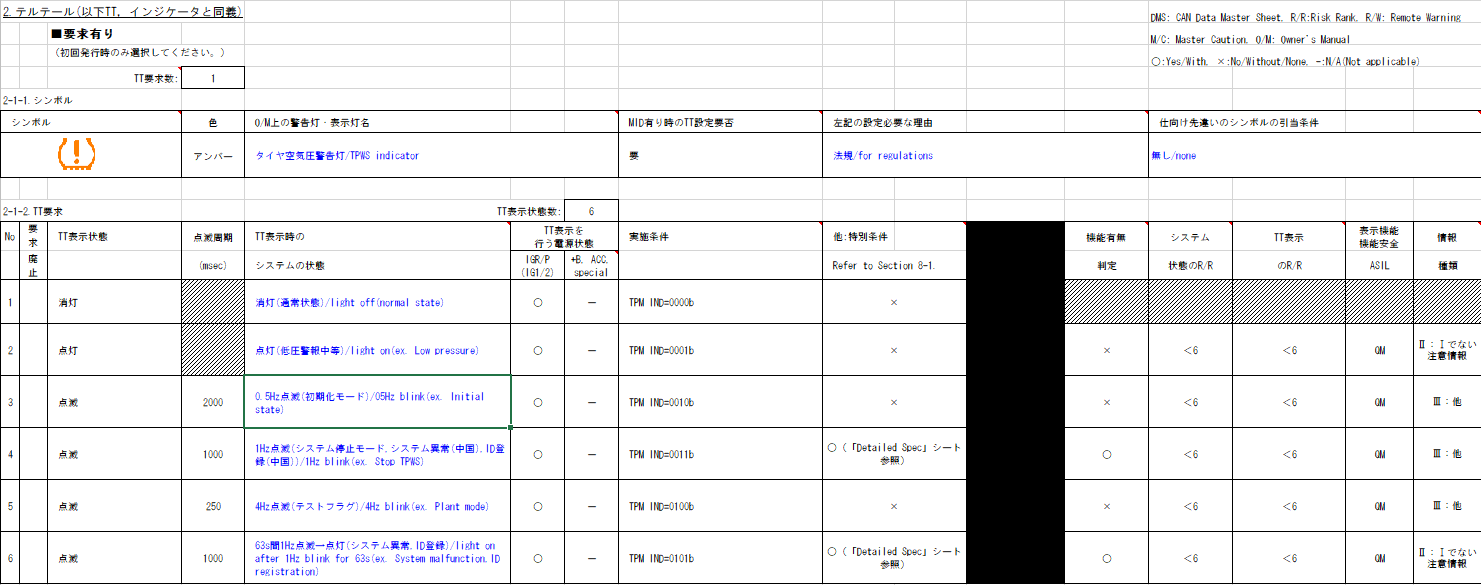 2.テルテール(以下TT, インジケータと同義)
■要求有り
(初回発行時のみ選択してください。)
TT要求数: 1
DMS: CAN Data Master Sheet, R/R:Risk Rank, R/W: Remote Warning
M/C: Master Caution, O/M: Owner`s Manual
○:Yes/With, ×:No/Without/None, -:N/A(Not applicable)
2-1-1.シンボル
シンボル 色 O/M上の警告灯・表示灯名 MID有り時のTT設定要否 左記の設定必要な理由 仕向け先違いのシンボルの引当条件
アンバー タイヤ空気圧警告灯/TPWS indicator 要 法規/for regulations 無し/none
2-1-2.TT要求 TT表示状態数: 6
No 要求 TT表示状態 点滅周期 TT表示時の TT表示を 実施条件 他:特別条件 機能有無 システム TT表示 表示機能 情報
行う電源状態 機能安全
廃止 (msec) システムの状態 IGR/P +B, ACC, Refer to Section 8-1. 判定 状態のR/R のR/R ASIL 種類
(IG1/2) special
1 消灯 消灯(通常状態)/light off(normal state) ○ － TPM IND=0000b ×
2 点灯 点灯(低圧警報中等)/light on(ex. Low pressure) ○ － TPM IND=0001b × × <6 <6 QM Ⅱ：Ⅰでない
注意情報
3 点滅 2000 0.5Hz点滅(初期化モード)/05Hz blink(ex. Initial ○ － TPM IND=0010b × × <6 <6 QM Ⅲ：他
state)
4 点滅 1000 1Hz点滅(システム停止モード,システム異常(中国),ID登 ○ － TPM IND=0011b ○（「Detailed Spec」シート ○ <6 <6 QM Ⅲ：他
録(中国))/1Hz blink(ex. Stop TPWS) 参照）
5 点滅 250 4Hz点滅(テストフラグ)/4Hz blink(ex. Plant mode) ○ － TPM IND=0100b × × <6 <6 QM Ⅲ：他
6 点滅 1000 63s間1Hz点滅→点灯(システム異常,ID登録)/light on ○ － TPM IND=0101b ○（「Detailed Spec」シート ○ <6 <6 QM Ⅱ：Ⅰでない
after 1Hz blink for 63s(ex. System malfunction,ID 参照） 注意情報
registration)